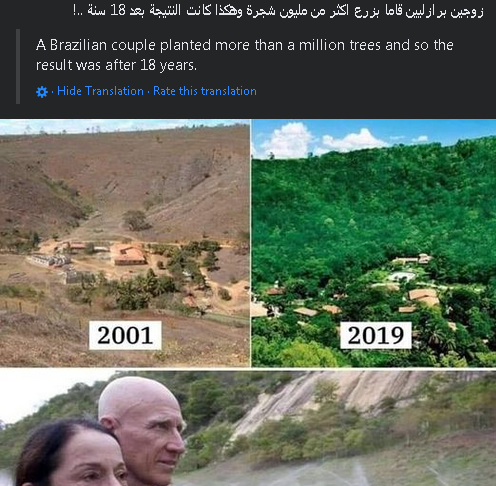 زوجين برازليين قاما بزرع اكثر من مليون شجرة وهكذا كانت النتيجة بعد 18 سنة ..!
A Brazilian couple planted more than a million trees and so the
result was after 18 years.
· Hide Translation · Rate this translation
2001
2019